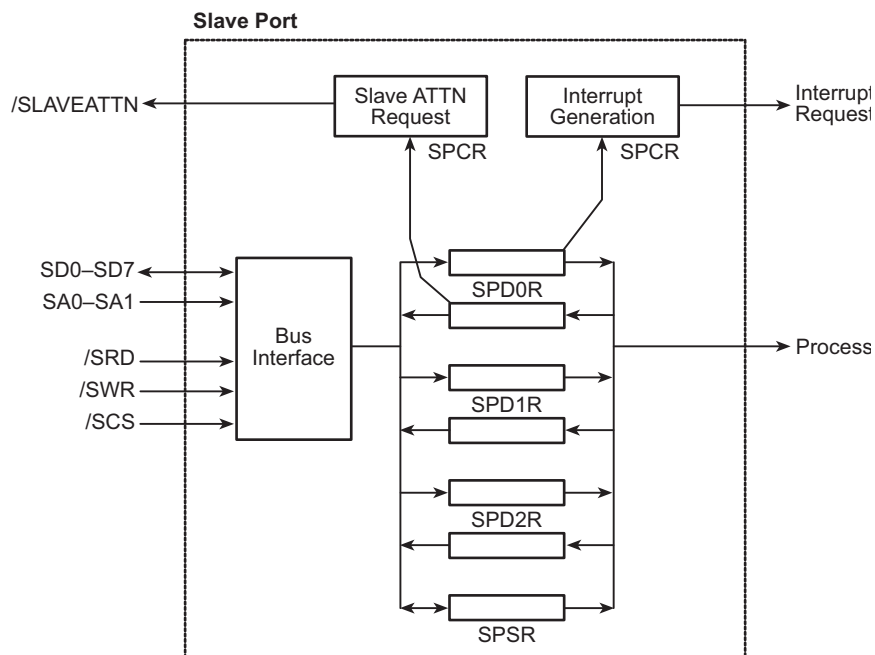 Slave Port
/SLAVEATTN
Slave ATTN
Request
SPCR
Interrupt
Generation
SPCR
Interrupt
Request
SD0–SD7
SA0–SA1
/SRD
/SWR
/SCS
Bus
Interface
SPD0R
SPD1R
SPD2R
SPSR
Process